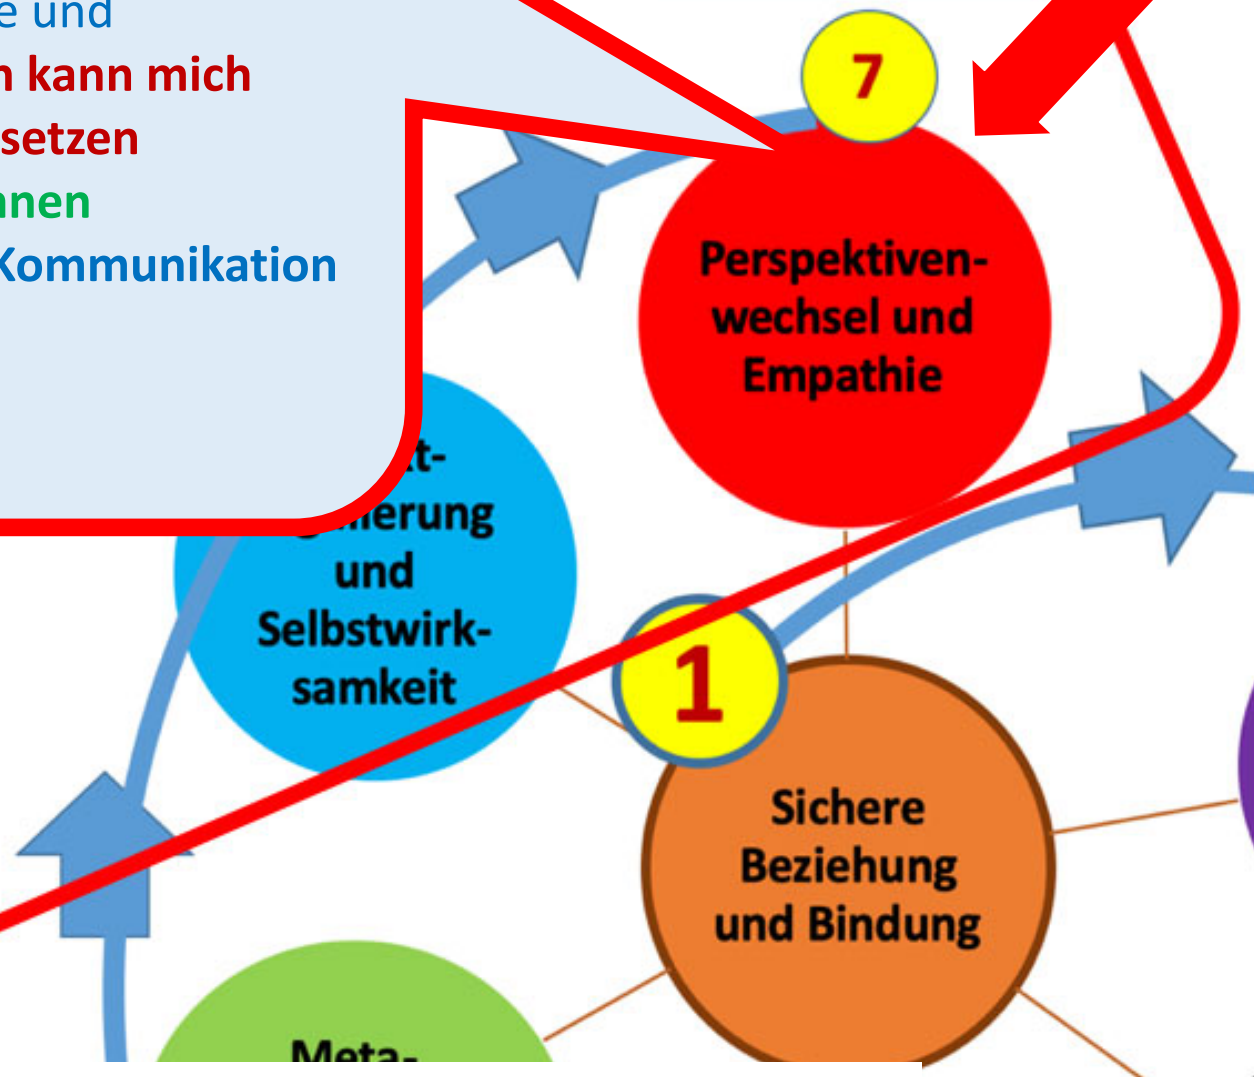 e und
n kann mich
setzen
nnen
Kommunikation
7
Perspektiven-
wechsel und
Empathie
t-
ierung
und
Selbstwirk-
samkeit
1
Sichere
Beziehung
und Bindung
Meta-